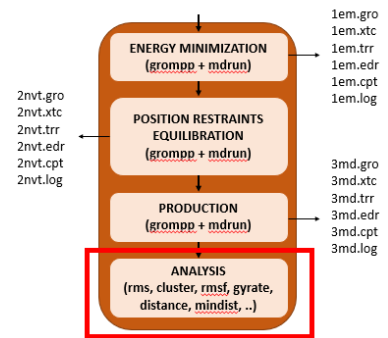 ENERGY MINIMIZATION
(grompp + mdrun)
1em.gro
1em.xtc
1em.trr
1em.edr
1em.cpt
1em.log
POSITION RESTRAINTS
EQUILIBRATION
(grompp + mdrun)
2nvt.gro
2nvt.xtc
2nvt.trr
2nvt.edr
2nvt.cpt
2nvt.log
PRODUCTION
(grompp + mdrun)
3md.gro
3md.xtc
3md.trr
3md.edr
3md.cpt
3md.log
ANALYSIS
(rms, cluster, rmsf, gyrate,
distance, mindist, ..)